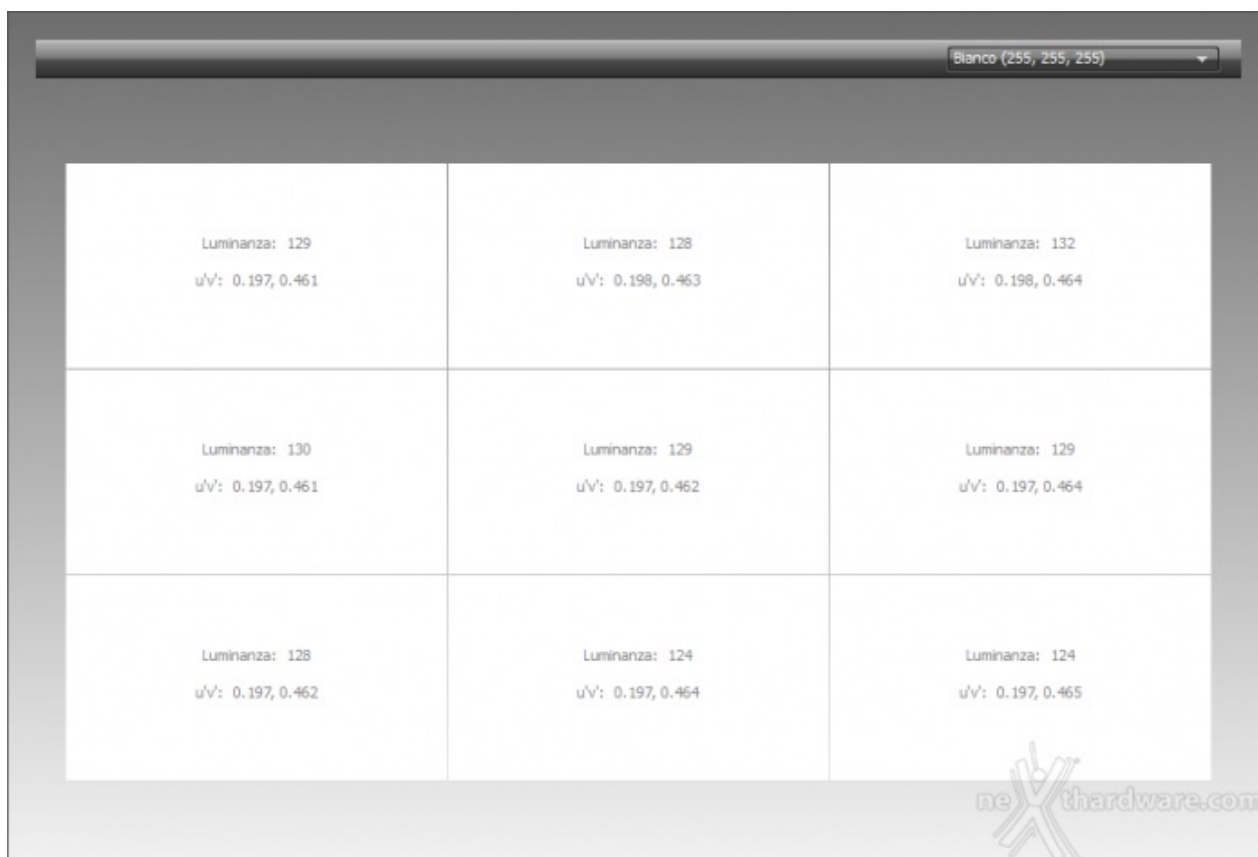 Bianco (255, 255, 255)
Luminanza: 129
u'v': 0.197, 0.461
Luminanza: 128
u'v': 0.198, 0.463
Luminanza: 132
u'v': 0.198, 0.464
Luminanza: 130
u'v': 0.197, 0.461
Luminanza: 129
u'v': 0.197, 0.462
Luminanza: 129
u'v': 0.197, 0.464
Luminanza: 128
u'v': 0.197, 0.462
Luminanza: 124
u'v': 0.197, 0.464
Luminanza: 124
u'v': 0.197, 0.465
neXthardware.com